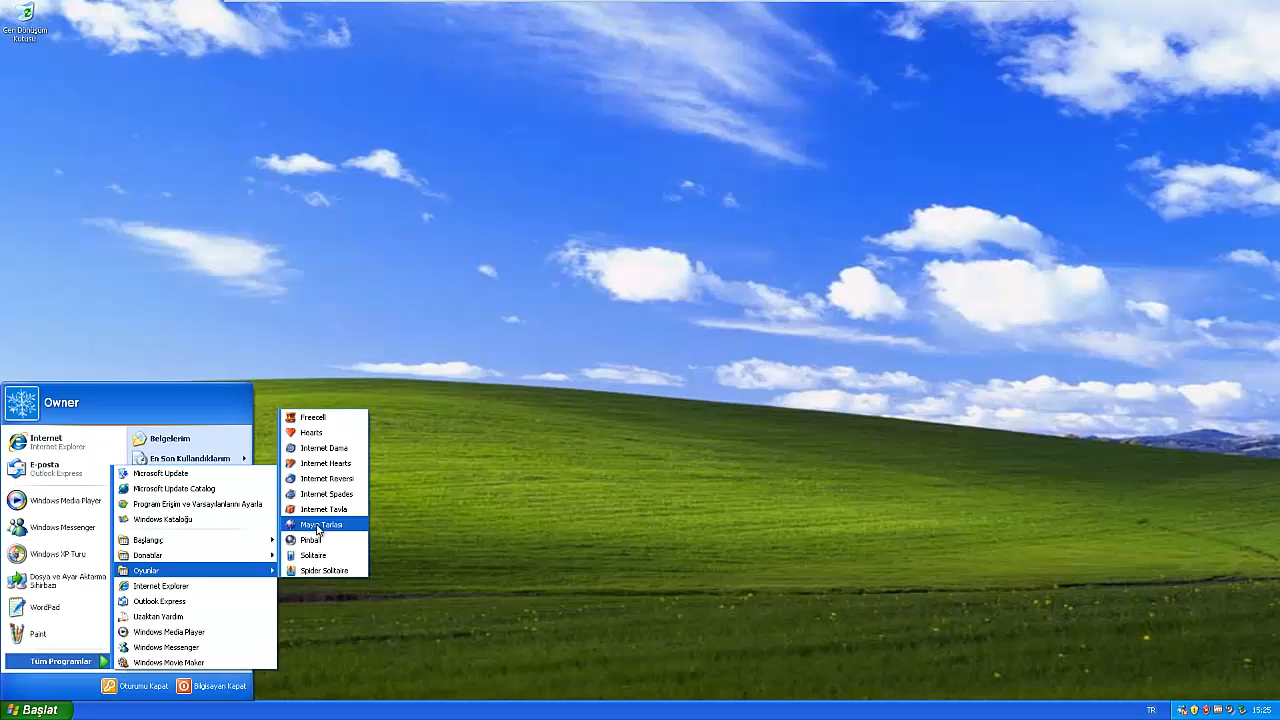 Geri Dönüşüm
Kutusu
Owner
Internet
Internet Explorer
E-posta
Outlook Express
Windows Media Player
Windows Messenger
Windows XP Turu
Dosya ve Ayar Aktarma
Sihirbazı
WordPad
Paint
Tüm Programlar
Belgelerim
En Son Kullandıklarım
Microsoft Update
Microsoft Update Catalog
Program Erişim ve Varsayılanlarını Ayarla
Windows Kataloğu
Başlangıç
Donatılar
Oyunlar
Internet Explorer
Outlook Express
Uzaktan Yardım
Windows Media Player
Windows Messenger
Windows Movie Maker
Freecell
Hearts
Internet Dama
Internet Hearts
Internet Reversi
Internet Spades
Internet Tavla
Mayın Tarlası
Pinball
Solitaire
Spider Solitaire
Oturumu Kapat
Bilgisayarı Kapat
Başlat
TR
15:25